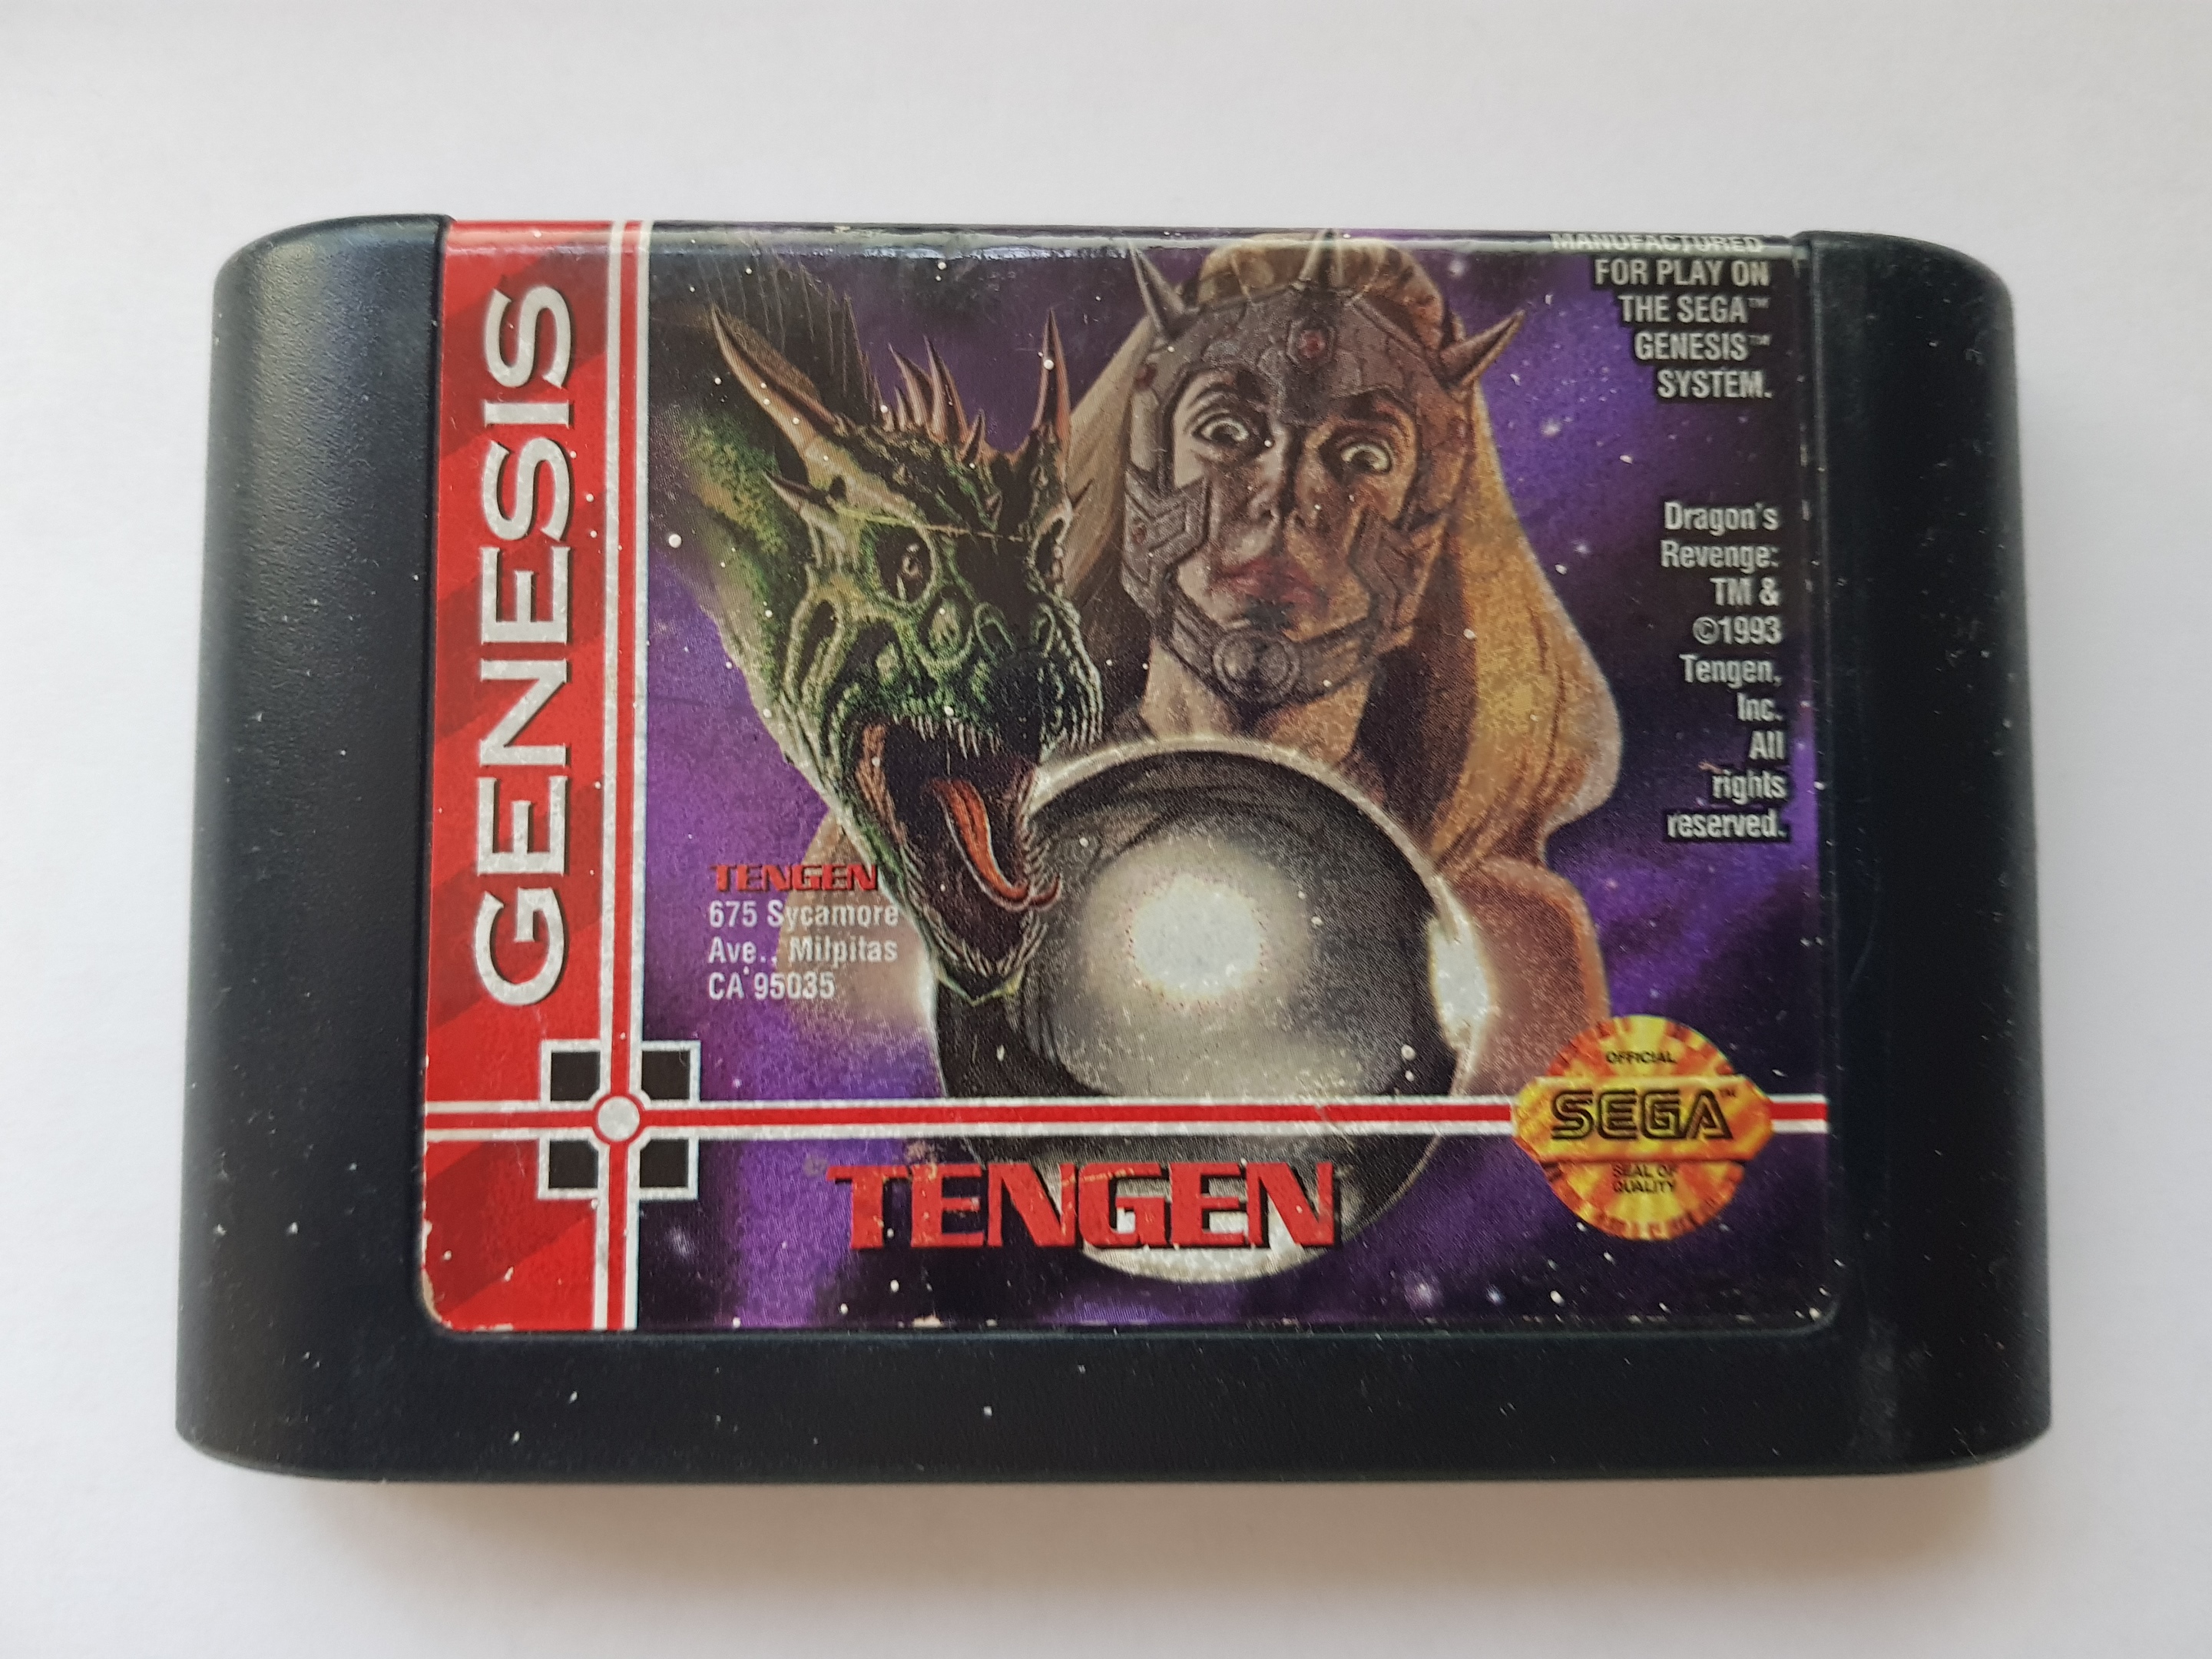 GENESIS
MANUFACTURED
FOR PLAY ON
THE SEGA™
GENESIS™
SYSTEM.
Dragon's
Revenge:
TM &
©1993
Tengen,
Inc.
All
rights
reserved.
TENGEN
675 Sycamore
Ave., Milpitas
CA 95035
OFFICIAL
SEGA™
SEAL OF
QUALITY
TENGEN